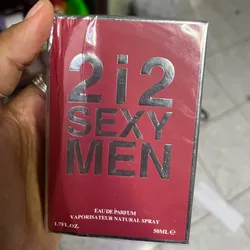 2i2
SEXY
MEN
EAU DE PARFUM
VAPORISATEUR NATURAL SPRAY
1.7FL.OZ. 50ML e